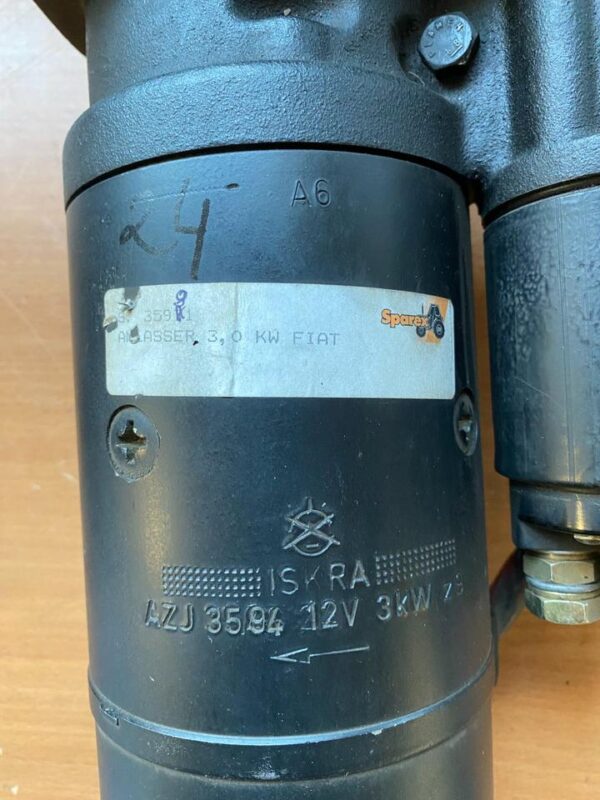 A6
24
Sparex
ANLASSER 3,0 KW FIAT
ISKRA
AZJ 3594 12V 3kW